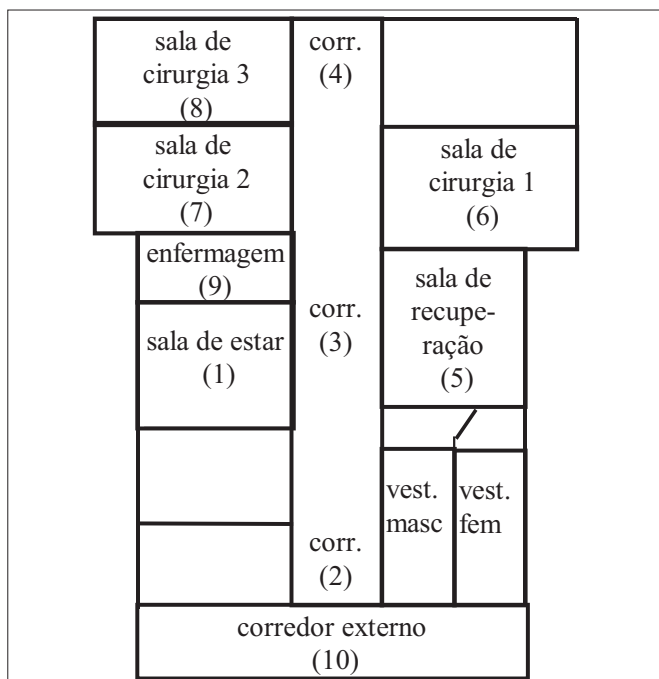 sala de
cirurgia 3
(8)
corr.
(4)
sala de
cirurgia 2
(7)
sala de
cirurgia 1
(6)
enfermagem
(9)
sala de estar
(1)
corr.
(3)
sala de
recupe-
ração
(5)
vest.
masc
vest.
fem
corr.
(2)
corredor externo
(10)